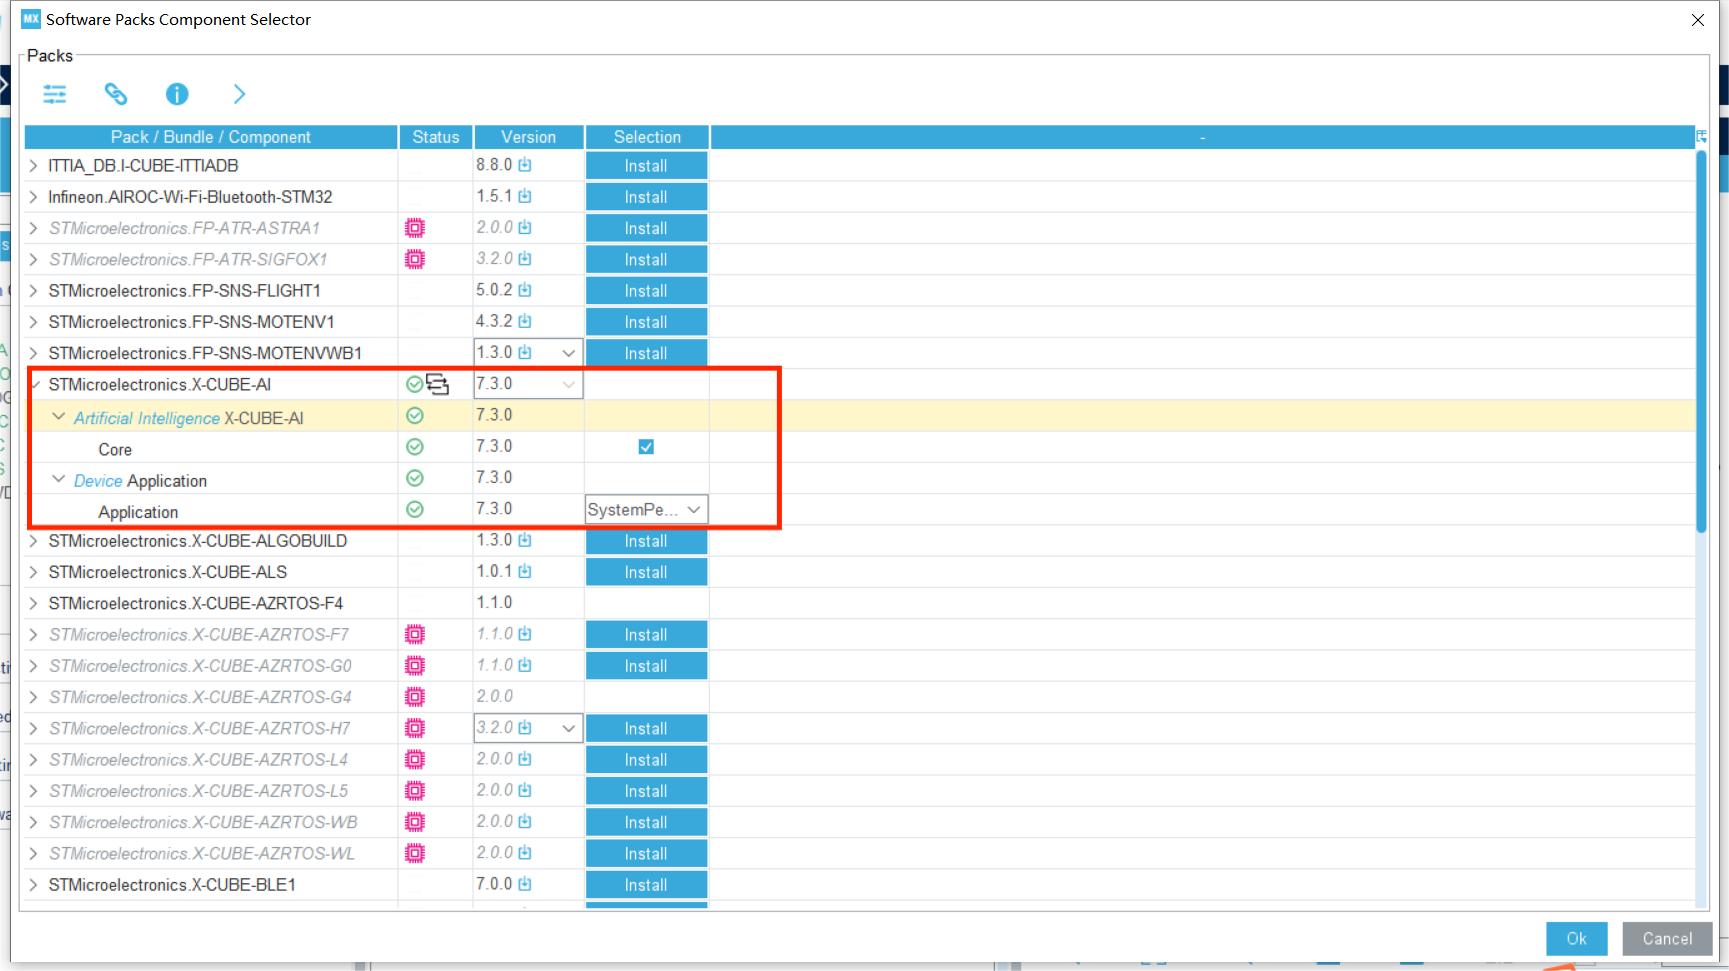 MX Software Packs Component Selector
Packs
Pack / Bundle / Component Status Version Selection -
ITTIA_DB.I-CUBE-ITTIADB 8.8.0 Install
Infineon.AIROC-Wi-Fi-Bluetooth-STM32 1.5.1 Install
STMicroelectronics.FP-ATR-ASTRA1 2.0.0 Install
STMicroelectronics.FP-ATR-SIGFOX1 3.2.0 Install
STMicroelectronics.FP-SNS-FLIGHT1 5.0.2 Install
STMicroelectronics.FP-SNS-MOTENV1 4.3.2 Install
STMicroelectronics.FP-SNS-MOTENVWB1 1.3.0 Install
STMicroelectronics.X-CUBE-AI 7.3.0
Artificial Intelligence X-CUBE-AI 7.3.0
Core 7.3.0
Device Application 7.3.0
Application 7.3.0 SystemPe...
STMicroelectronics.X-CUBE-ALGOBUILD 1.3.0 Install
STMicroelectronics.X-CUBE-ALS 1.0.1 Install
STMicroelectronics.X-CUBE-AZRTOS-F4 1.1.0
STMicroelectronics.X-CUBE-AZRTOS-F7 1.1.0 Install
STMicroelectronics.X-CUBE-AZRTOS-G0 1.1.0 Install
STMicroelectronics.X-CUBE-AZRTOS-G4 2.0.0
STMicroelectronics.X-CUBE-AZRTOS-H7 3.2.0 Install
STMicroelectronics.X-CUBE-AZRTOS-L4 2.0.0 Install
STMicroelectronics.X-CUBE-AZRTOS-L5 2.0.0 Install
STMicroelectronics.X-CUBE-AZRTOS-WB 2.0.0 Install
STMicroelectronics.X-CUBE-AZRTOS-WL 2.0.0 Install
STMicroelectronics.X-CUBE-BLE1 7.0.0 Install
Ok Cancel